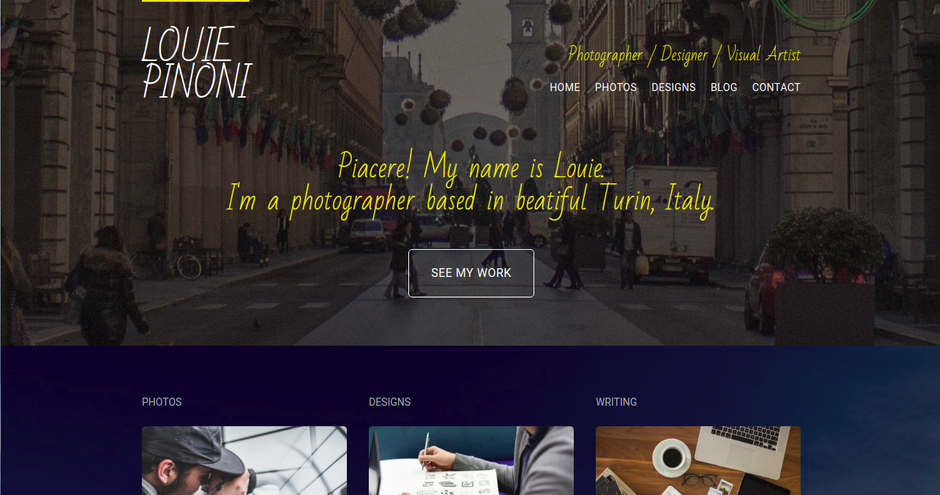 LOUIE
PINONI
Photographer / Designer / Visual Artist
HOME PHOTOS DESIGNS BLOG CONTACT
Piacere! My name is Louie.
I'm a photographer based in beatiful Turin, Italy.
SEE MY WORK
PHOTOS DESIGNS WRITING